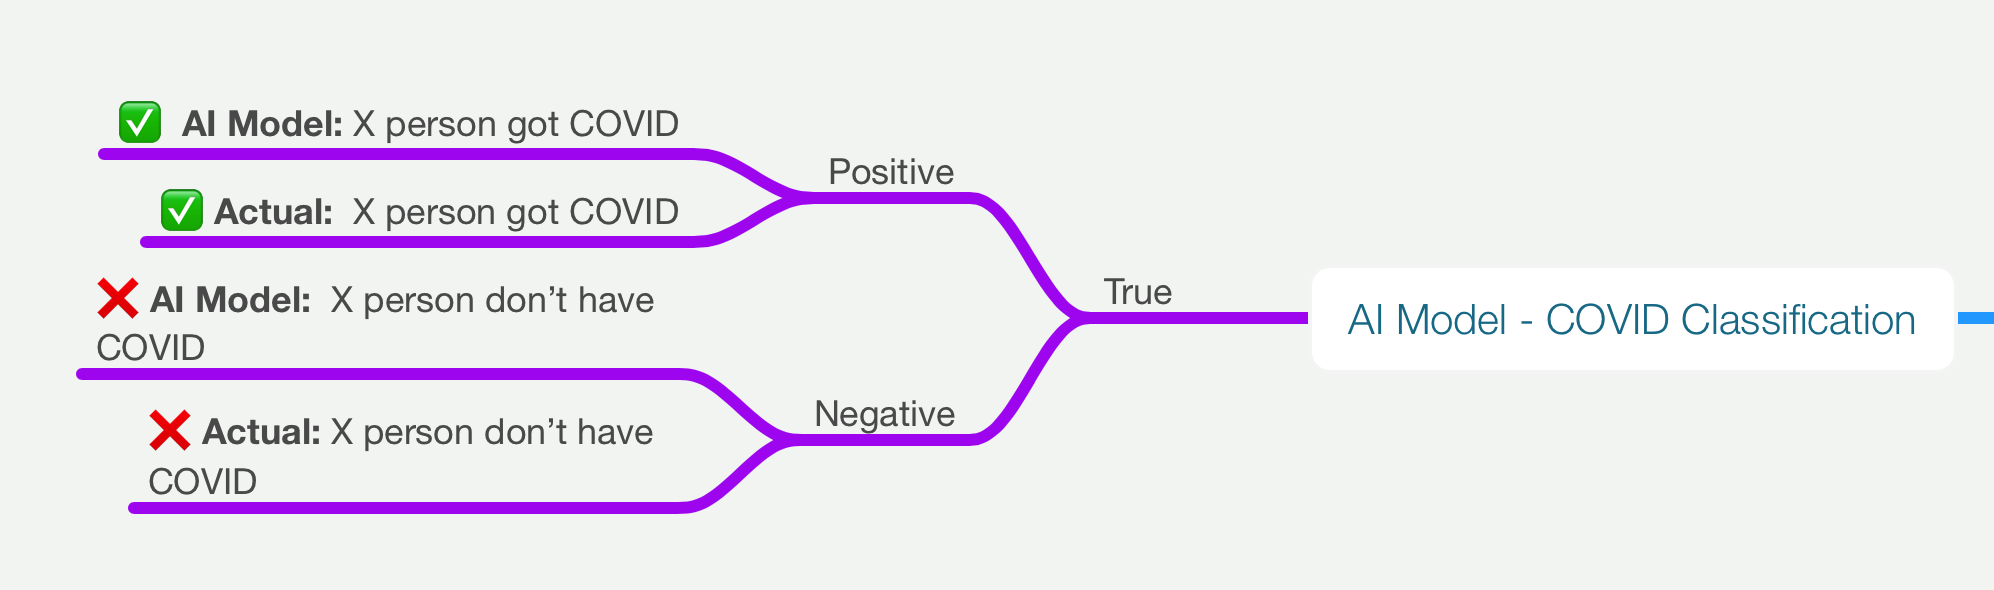 ✅ AI Model: X person got COVID
Positive
✅ Actual: X person got COVID
❌ AI Model: X person don’t have
COVID
True
AI Model - COVID Classification
Negative
❌ Actual: X person don’t have
COVID